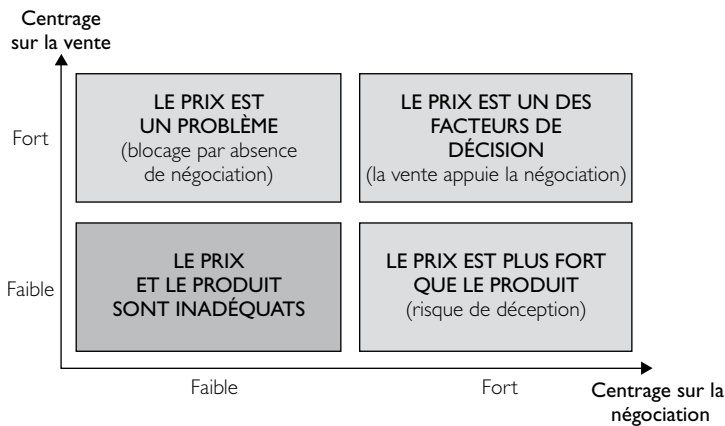 Centrage
sur la vente
Fort
LE PRIX EST
UN PROBLÈME
(blocage par absence
de négociation)
LE PRIX EST UN DES
FACTEURS DE
DÉCISION
(la vente appuie la négociation)
Faible
LE PRIX
ET LE PRODUIT
SONT INADÉQUATS
LE PRIX EST PLUS FORT
QUE LE PRODUIT
(risque de déception)
Faible
Fort
Centrage sur la
négociation